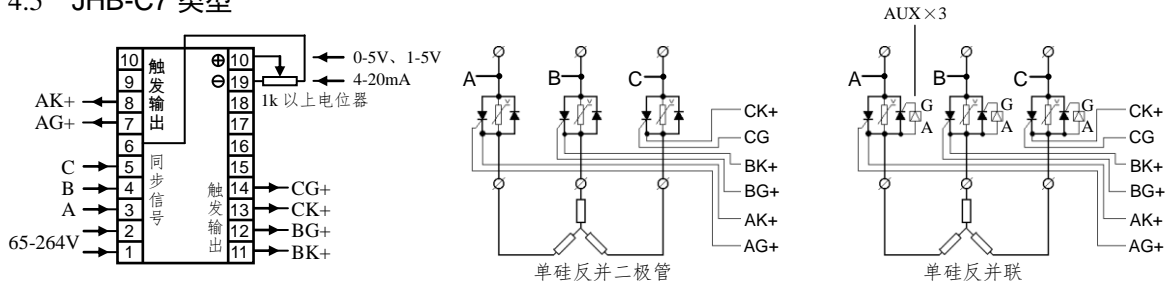 4.5 JHB-C7 类型
AUX×3
10 触发输出 ⊕ 10 0-5V、1-5V
9 ⊖ 19 4-20mA
AK+ 8 18 1k 以上电位器
AG+ 7 17
6 16
C 5 同步信号 15
B 4 触发输出 14 CG+
A 3 13 CK+
2 12 BG+
65-264V 1 11 BK+
A B C
CK+
CG
BK+
BG+
AK+
AG+
单硅反并二极管
A B C
G G G
A A A
CK+
CG
BK+
BG+
AK+
AG+
单硅反并联